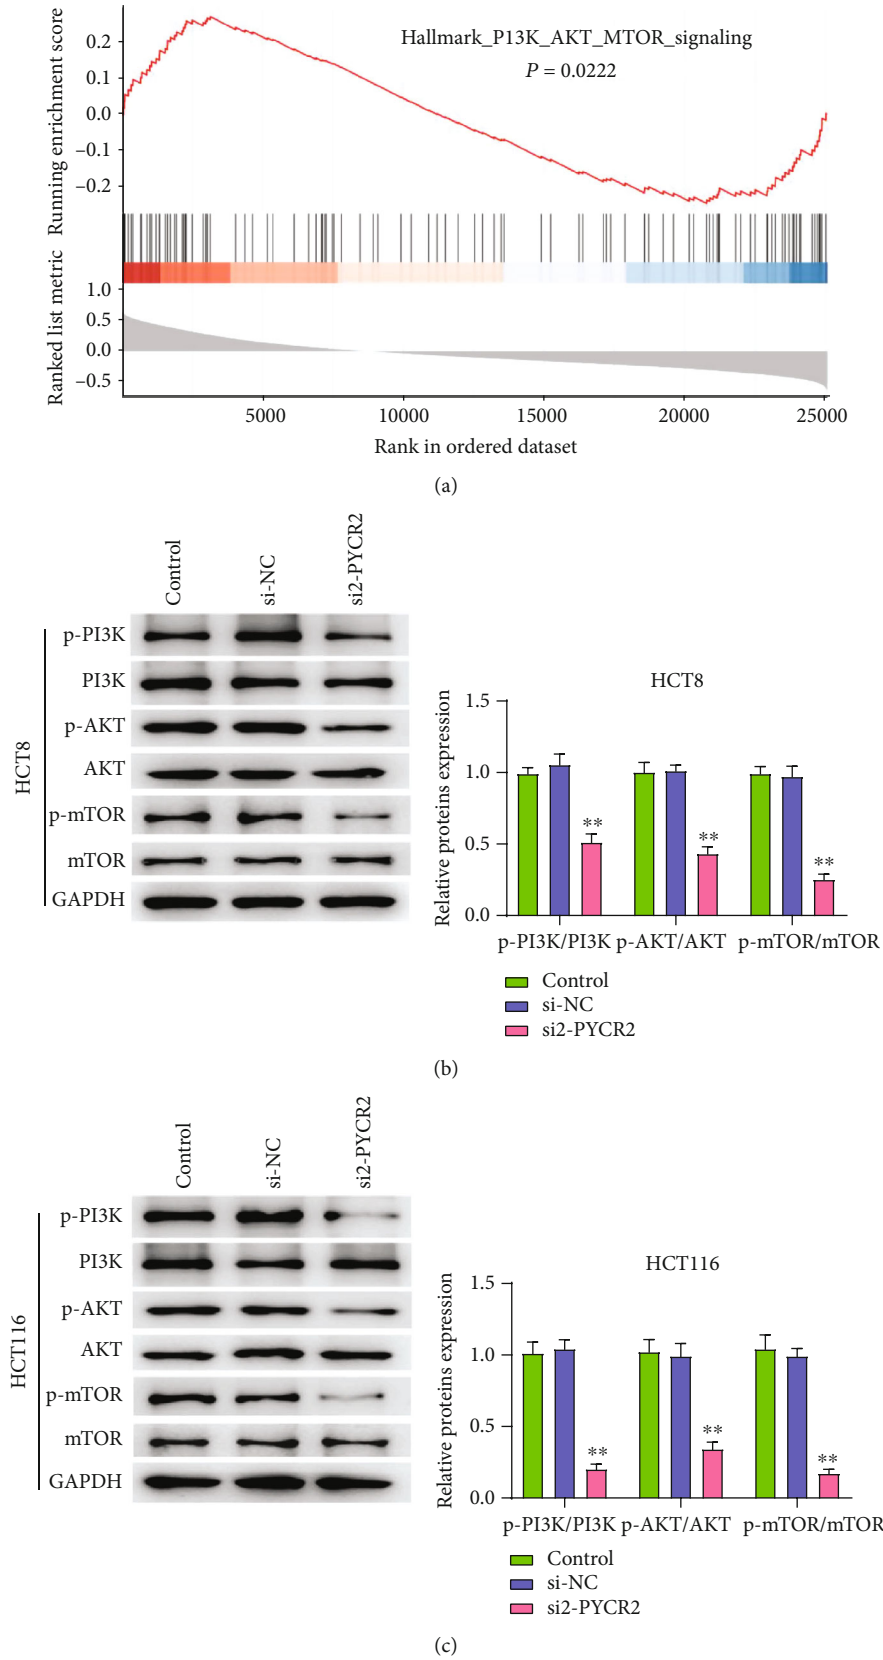 Hallmark_P13K_AKT_MTOR_signaling
P = 0.0222
Running enrichment score
0.2
0.1
0.0
−0.1
−0.2
Ranked list metric
1.0
0.5
0.0
−0.5
5000
10000
15000
20000
25000
Rank in ordered dataset
(a)
Control
si-NC
si2-PYCR2
HCT8
p-PI3K
PI3K
p-AKT
AKT
p-mTOR
mTOR
GAPDH
HCT8
Relative proteins expression
1.5
1.0
0.5
0.0
**
**
**
p-PI3K/PI3K
p-AKT/AKT
p-mTOR/mTOR
Control
si-NC
si2-PYCR2
(b)
Control
si-NC
si2-PYCR2
HCT116
p-PI3K
PI3K
p-AKT
AKT
p-mTOR
mTOR
GAPDH
HCT116
Relative proteins expression
1.5
1.0
0.5
0.0
**
**
**
p-PI3K/PI3K
p-AKT/AKT
p-mTOR/mTOR
Control
si-NC
si2-PYCR2
(c)